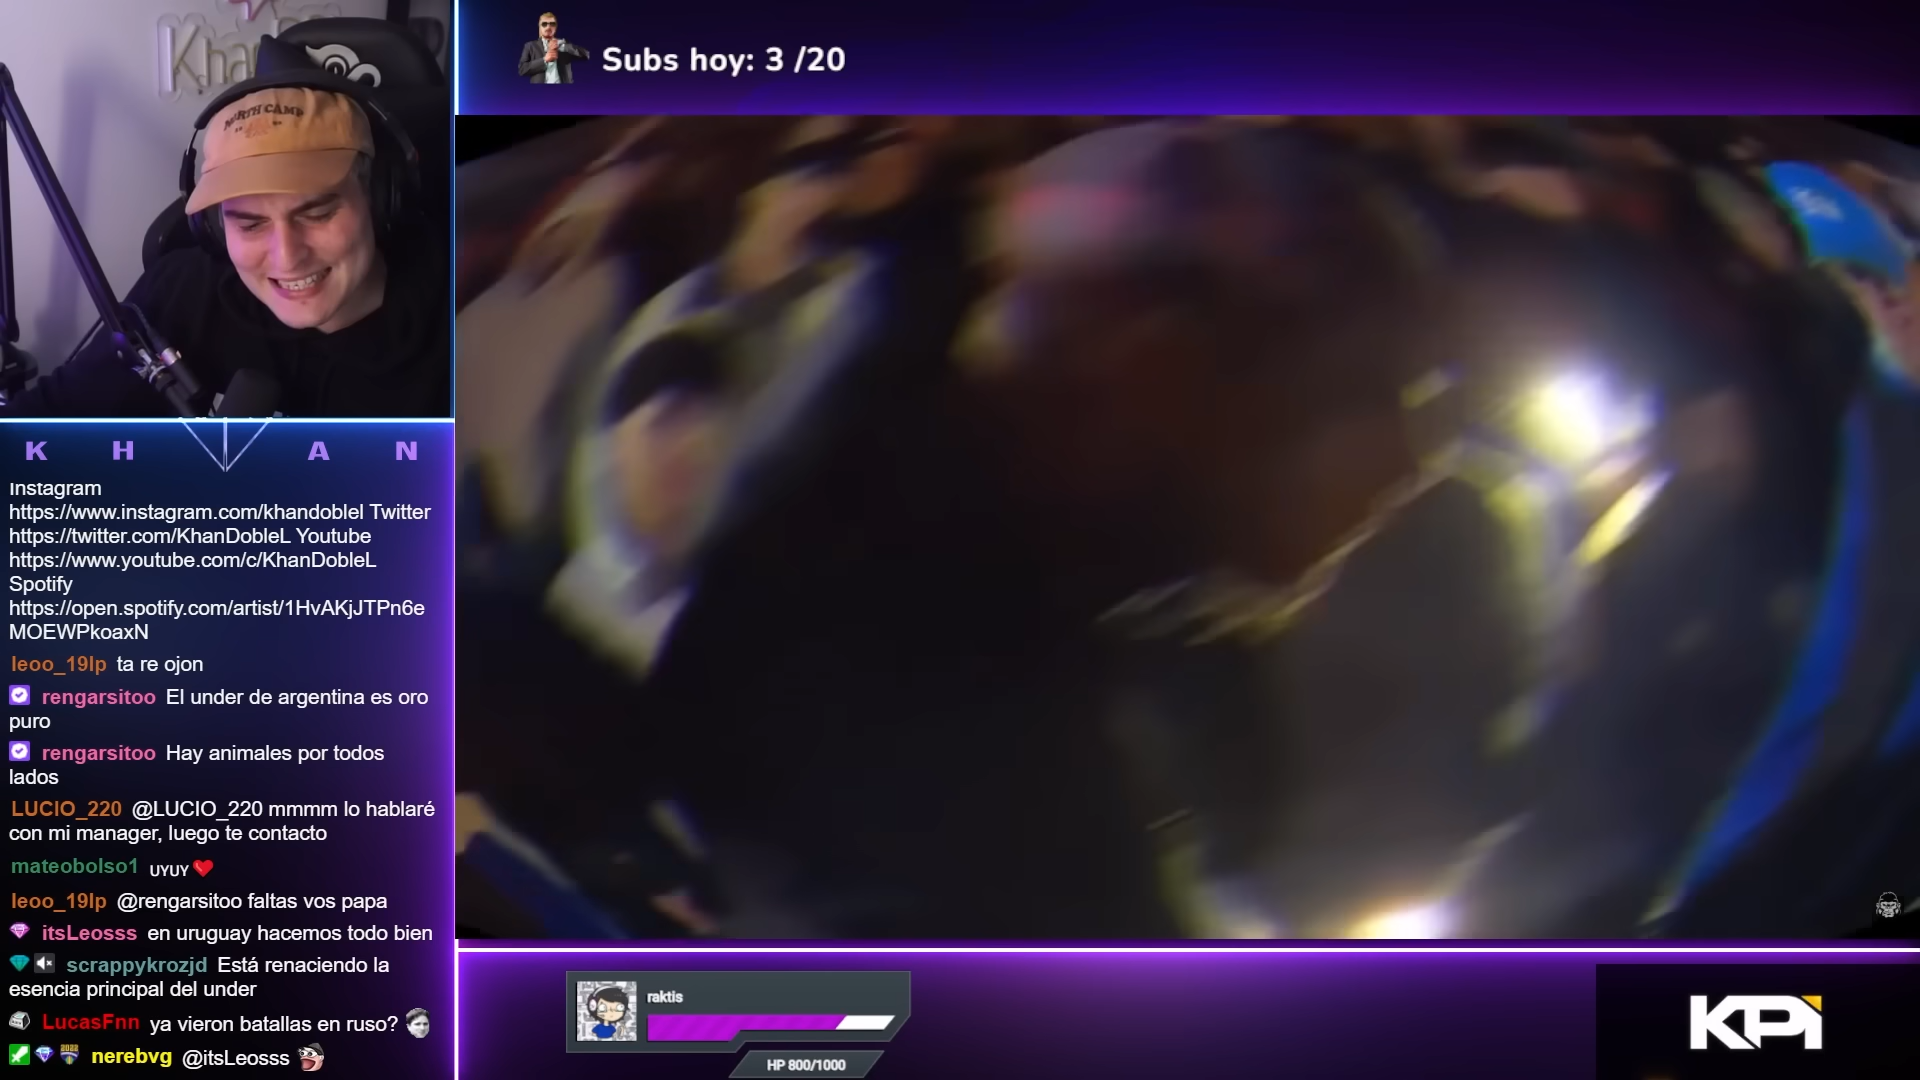 Subs hoy: 3 /20
NORTH CAMP
K H A N
Instagram
https://www.instagram.com/khandoblel Twitter
https://twitter.com/KhanDobleL Youtube
https://www.youtube.com/c/KhanDobleL
Spotify
https://open.spotify.com/artist/1HvAKjJTPn6e
MOEWPkoaxN
leoo_19lp ta re ojon
rengarsitoo El under de argentina es oro
puro
rengarsitoo Hay animales por todos
lados
LUCIO_220 @LUCIO_220 mmmm lo hablaré
con mi manager, luego te contacto
mateobolso1 UYUY
leoo_19lp @rengarsitoo faltas vos papa
itsLeosss en uruguay hacemos todo bien
scrappykrozjd Está renaciendo la
esencia principal del under
LucasFnn ya vieron batallas en ruso?
nerebvg @itsLeosss
raktis
HP 800/1000
KPi